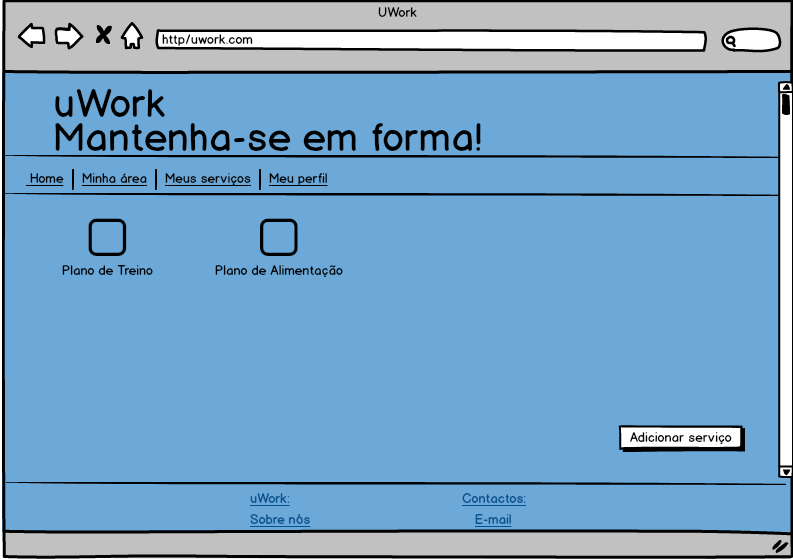 UWork
http/uwork.com
uWork
Mantenha-se em forma!
Home | Minha área | Meus serviços | Meu perfil
Plano de Treino Plano de Alimentação
Adicionar serviço
uWork: Contactos:
Sobre nós E-mail